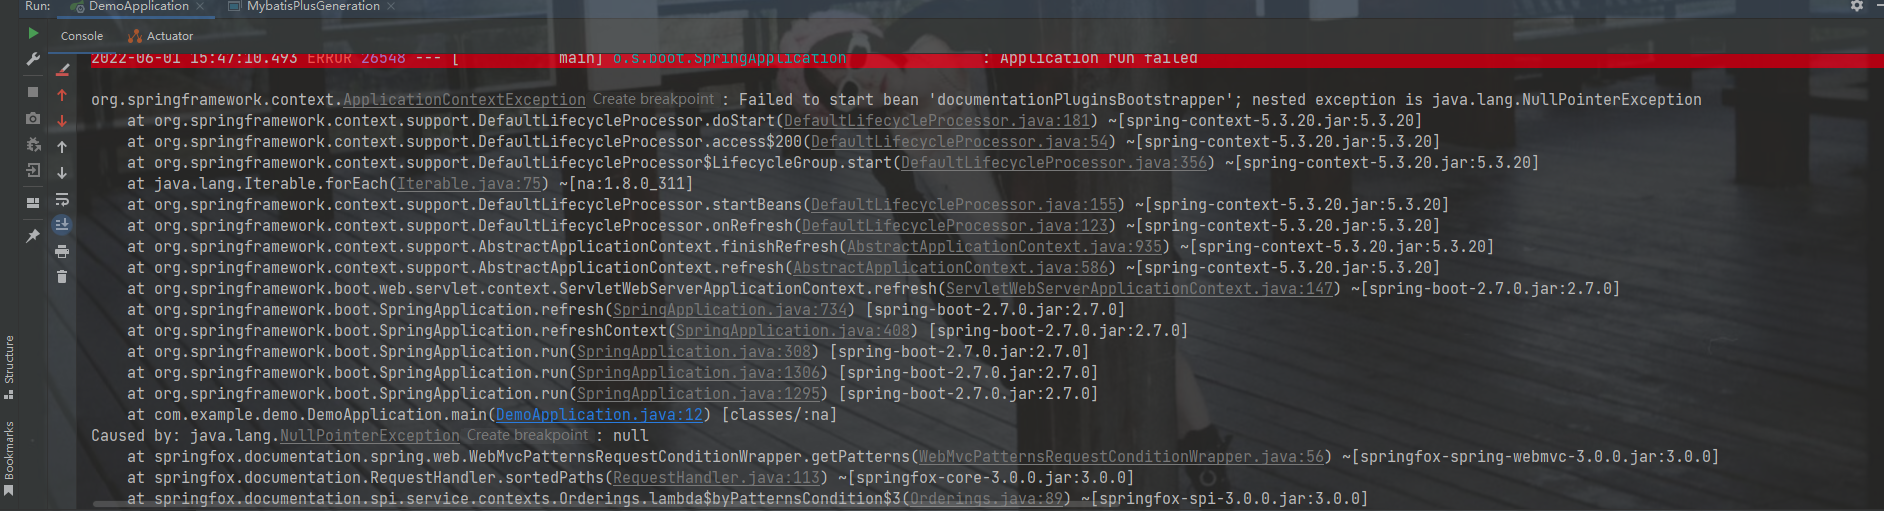 Run: DemoApplication × MybatisPlusGeneration ×
Console Actuator
2022-06-01 15:47:10.493 ERROR 26548 --- [ main] o.s.boot.SpringApplication : Application run failed
org.springframework.context.ApplicationContextException Create breakpoint : Failed to start bean 'documentationPluginsBootstrapper'; nested exception is java.lang.NullPointerException
at org.springframework.context.support.DefaultLifecycleProcessor.doStart(DefaultLifecycleProcessor.java:181) ~[spring-context-5.3.20.jar:5.3.20]
at org.springframework.context.support.DefaultLifecycleProcessor.access$200(DefaultLifecycleProcessor.java:54) ~[spring-context-5.3.20.jar:5.3.20]
at org.springframework.context.support.DefaultLifecycleProcessor$LifecycleGroup.start(DefaultLifecycleProcessor.java:356) ~[spring-context-5.3.20.jar:5.3.20]
at java.lang.Iterable.forEach(Iterable.java:75) ~[na:1.8.0_311]
at org.springframework.context.support.DefaultLifecycleProcessor.startBeans(DefaultLifecycleProcessor.java:155) ~[spring-context-5.3.20.jar:5.3.20]
at org.springframework.context.support.DefaultLifecycleProcessor.onRefresh(DefaultLifecycleProcessor.java:123) ~[spring-context-5.3.20.jar:5.3.20]
at org.springframework.context.support.AbstractApplicationContext.finishRefresh(AbstractApplicationContext.java:935) ~[spring-context-5.3.20.jar:5.3.20]
at org.springframework.context.support.AbstractApplicationContext.refresh(AbstractApplicationContext.java:586) ~[spring-context-5.3.20.jar:5.3.20]
at org.springframework.boot.web.servlet.context.ServletWebServerApplicationContext.refresh(ServletWebServerApplicationContext.java:147) ~[spring-boot-2.7.0.jar:2.7.0]
at org.springframework.boot.SpringApplication.refresh(SpringApplication.java:734) [spring-boot-2.7.0.jar:2.7.0]
at org.springframework.boot.SpringApplication.refreshContext(SpringApplication.java:408) [spring-boot-2.7.0.jar:2.7.0]
at org.springframework.boot.SpringApplication.run(SpringApplication.java:308) [spring-boot-2.7.0.jar:2.7.0]
at org.springframework.boot.SpringApplication.run(SpringApplication.java:1306) [spring-boot-2.7.0.jar:2.7.0]
at org.springframework.boot.SpringApplication.run(SpringApplication.java:1295) [spring-boot-2.7.0.jar:2.7.0]
at com.example.demo.DemoApplication.main(DemoApplication.java:12) [classes/:na]
Caused by: java.lang.NullPointerException Create breakpoint : null
at springfox.documentation.spring.web.WebMvcPatternsRequestConditionWrapper.getPatterns(WebMvcPatternsRequestConditionWrapper.java:56) ~[springfox-spring-webmvc-3.0.0.jar:3.0.0]
at springfox.documentation.RequestHandler.sortedPaths(RequestHandler.java:113) ~[springfox-core-3.0.0.jar:3.0.0]
at springfox.documentation.spi.service.contexts.Orderings.lambda$byPatternsCondition$3(Orderings.java:89) ~[springfox-spi-3.0.0.jar:3.0.0]
Structure
Bookmarks